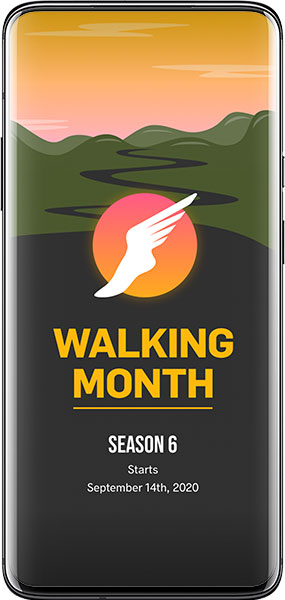 WALKING
MONTH
SEASON 6
Starts
September 14th, 2020